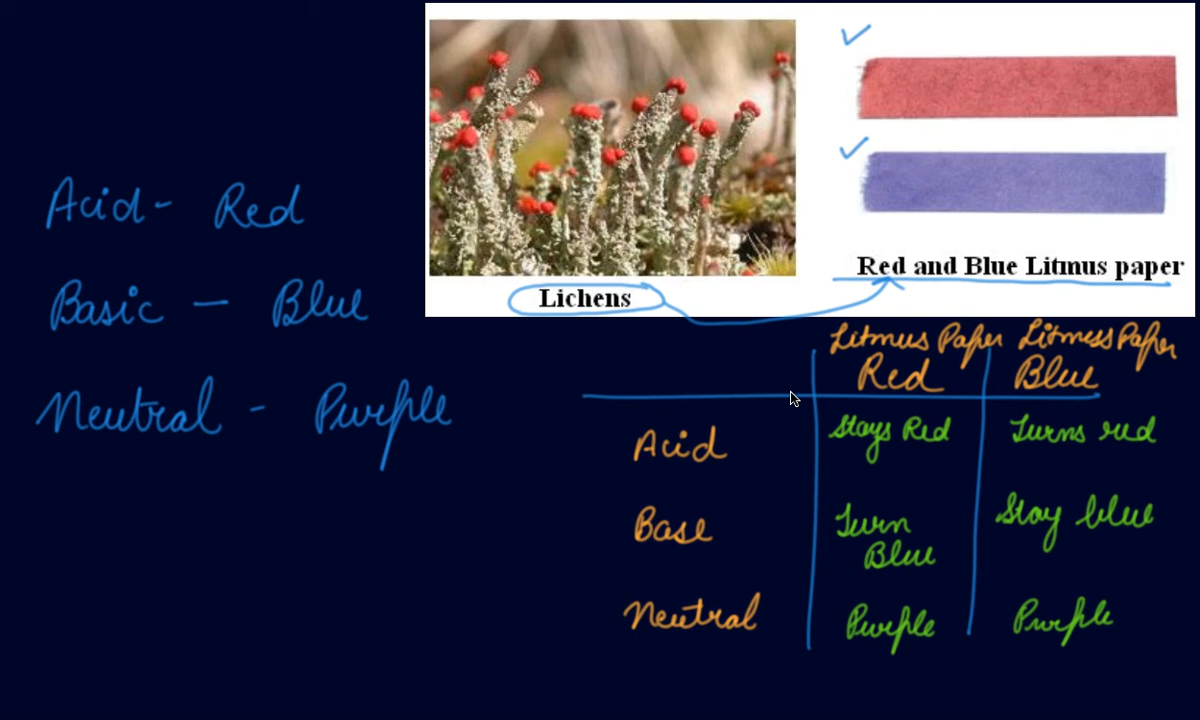 Acid - Red
Basic - Blue
Neutral - Purple
Lichens
Red and Blue Litmus paper
Litmus Paper Red
Litmess Paper Blue
Acid
Stays Red
Turns red
Base
Turn Blue
Stay blue
Neutral
Purple
Purple